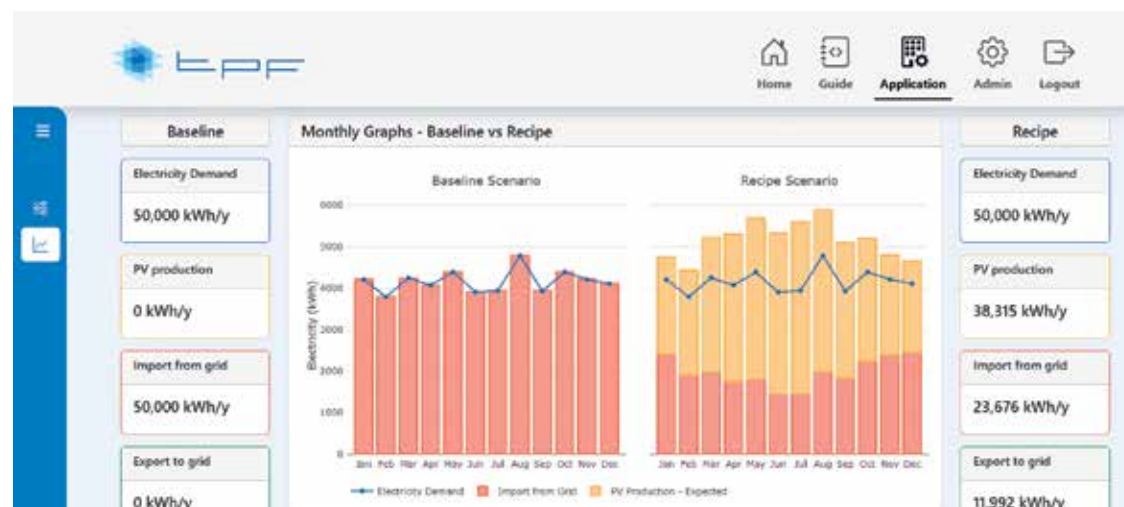 tpf
Home Guide Application Admin Logout
Baseline
Monthly Graphs - Baseline vs Recipe
Recipe
Electricity Demand
50,000 kWh/y
PV production
0 kWh/y
Import from grid
50,000 kWh/y
Export to grid
0 kWh/y
Baseline Scenario
Electricity (kWh)
6000
5000
4000
3000
2000
1000
0
Jan Feb Mar Apr May Jun Jul Aug Sep Oct Nov Dec
Recipe Scenario
Jan Feb Mar Apr May Jun Jul Aug Sep Oct Nov Dec
Electricity Demand Import from Grid PV Production - Expected
Electricity Demand
50,000 kWh/y
PV production
38,315 kWh/y
Import from grid
23,676 kWh/y
Export to grid
11,992 kWh/y